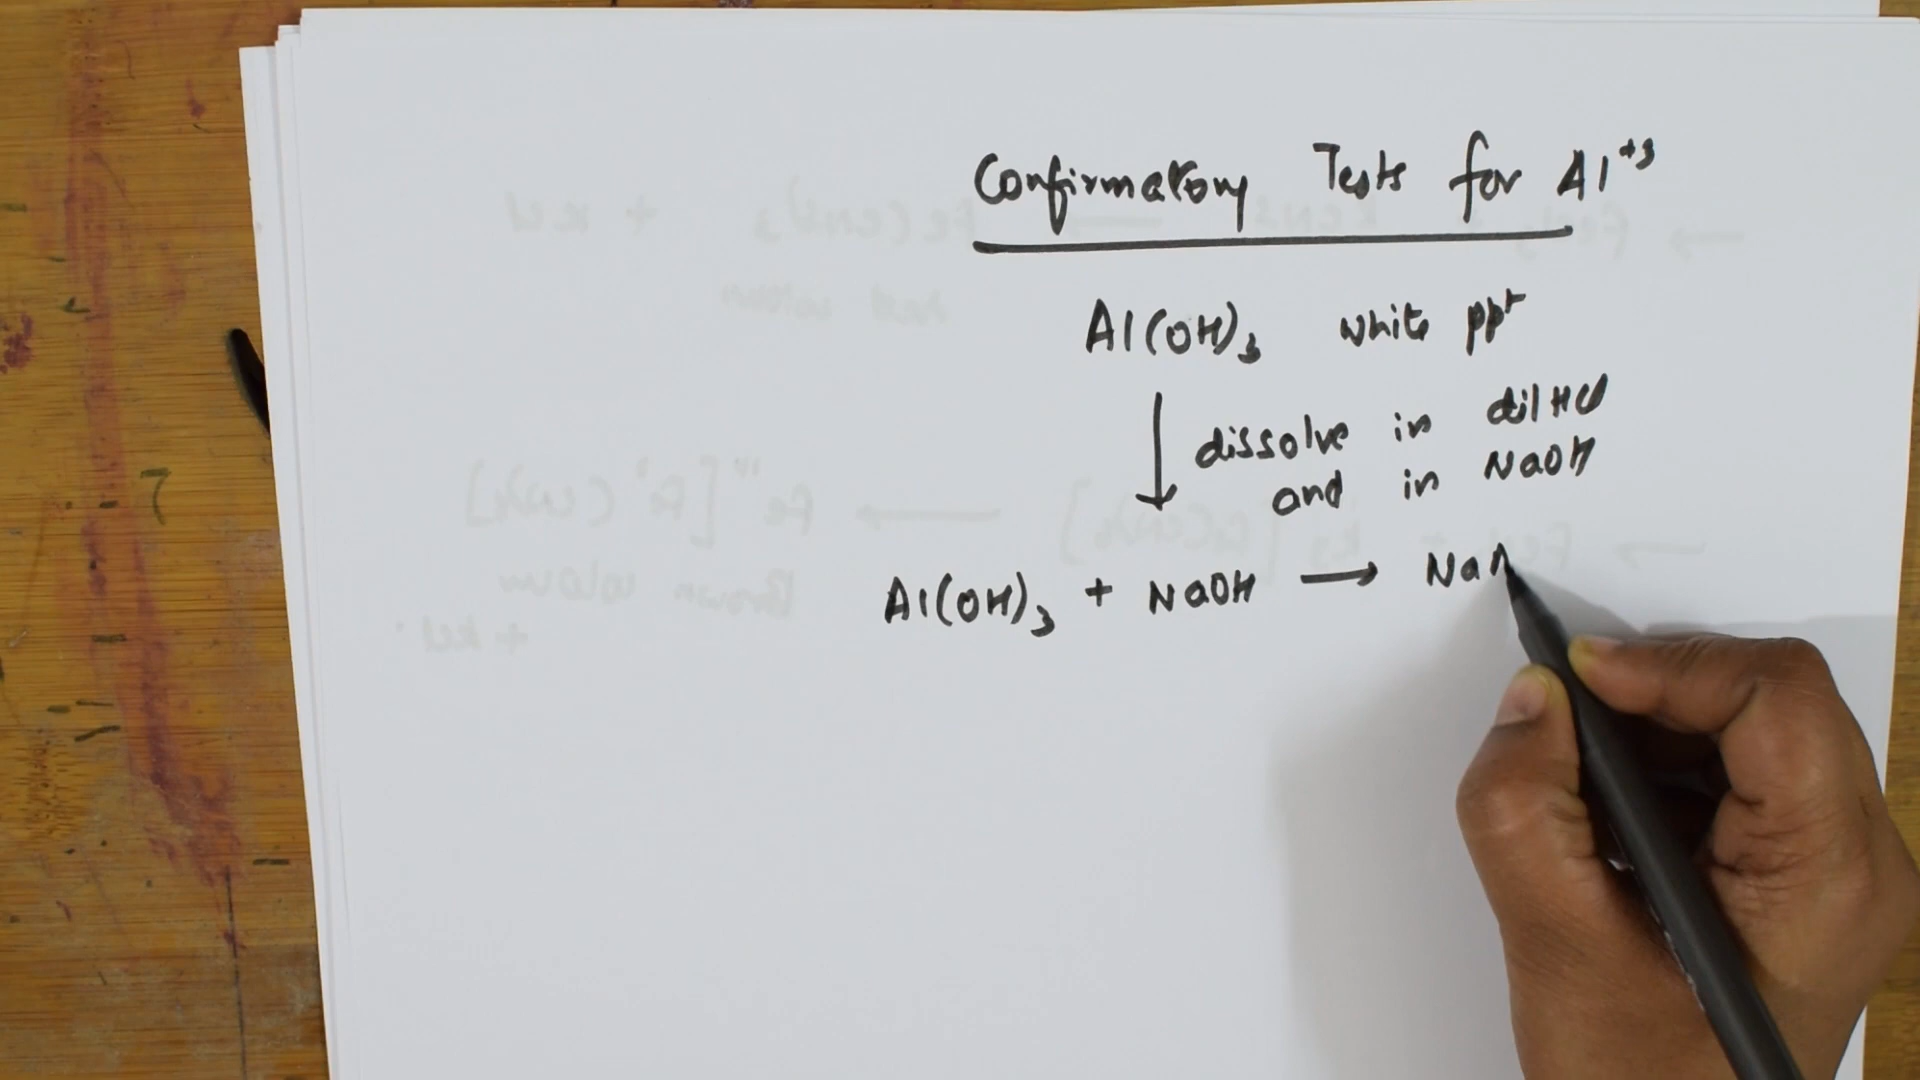 Confirmatory Tests for Al⁺³
Al(OH)₃ white ppt
↓ dissolve in dil HCl
and in NaOH
Al(OH)₃ + NaOH → NaA